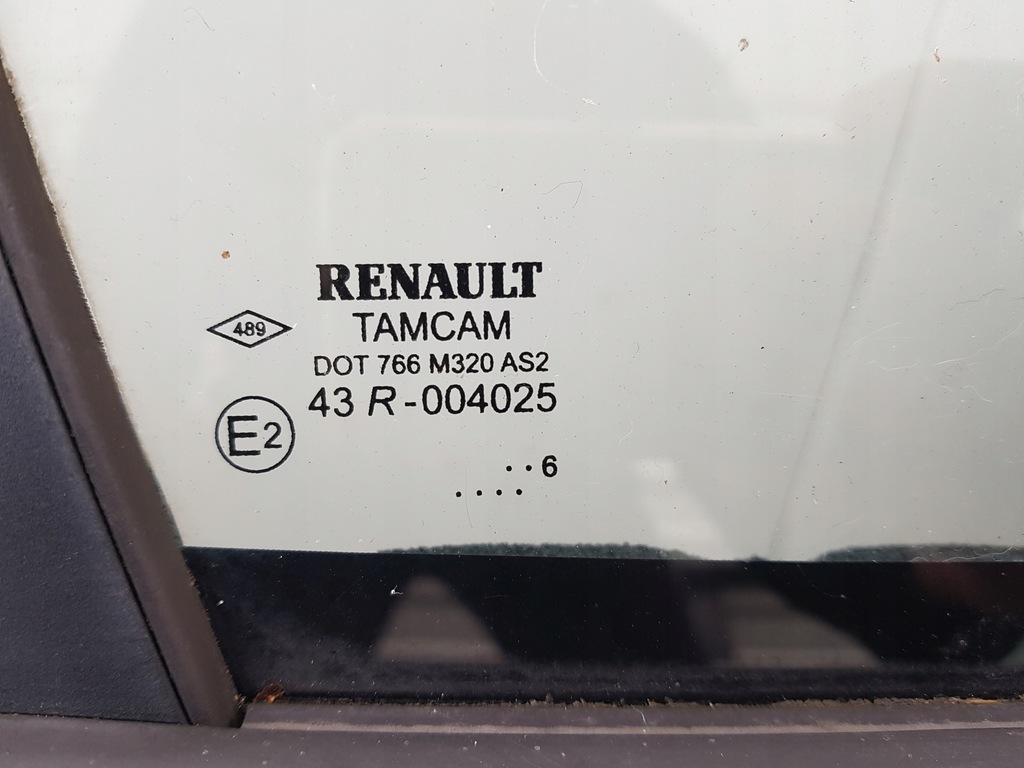 RENAULT
489
TAMCAM
DOT 766 M320 AS2
43 R-004025
E2
..6
....